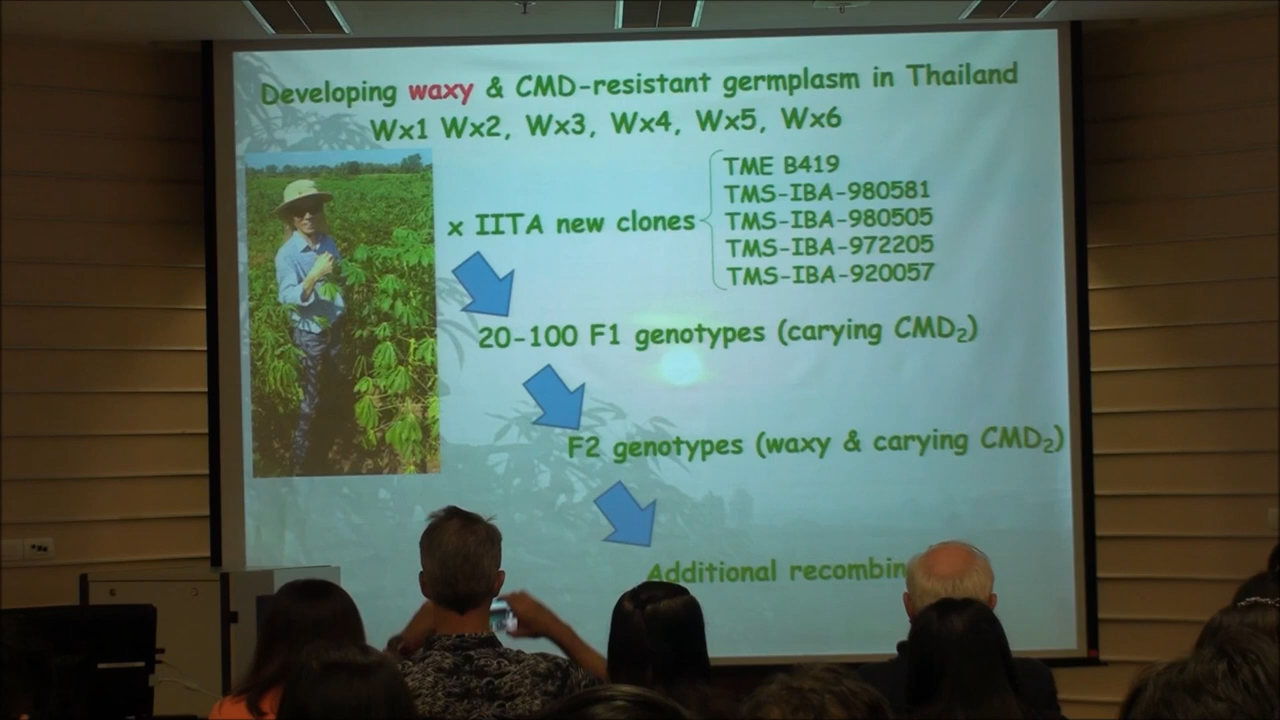 Developing waxy & CMD-resistant germplasm in Thailand
Wx1 Wx2, Wx3, Wx4, Wx5, Wx6
x IITA new clones
TME B419
TMS-IBA-980581
TMS-IBA-980505
TMS-IBA-972205
TMS-IBA-920057
20-100 F1 genotypes (carying CMD₂)
F2 genotypes (waxy & carying CMD₂)
Additional